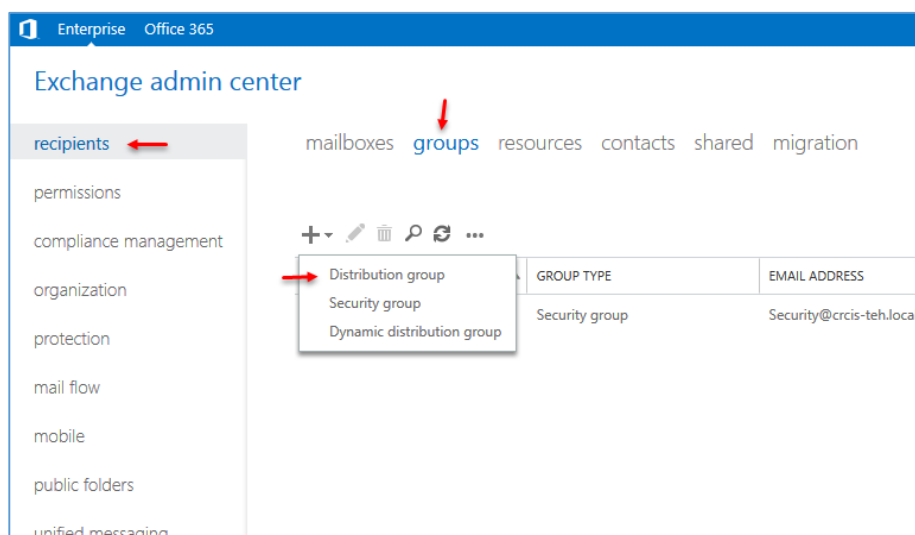 Enterprise Office 365
Exchange admin center
recipients
permissions
compliance management
organization
protection
mail flow
mobile
public folders
unified messaging
mailboxes groups resources contacts shared migration
Distribution group
Security group
Dynamic distribution group
GROUP TYPE EMAIL ADDRESS
Security group Security@crcis-teh.loca